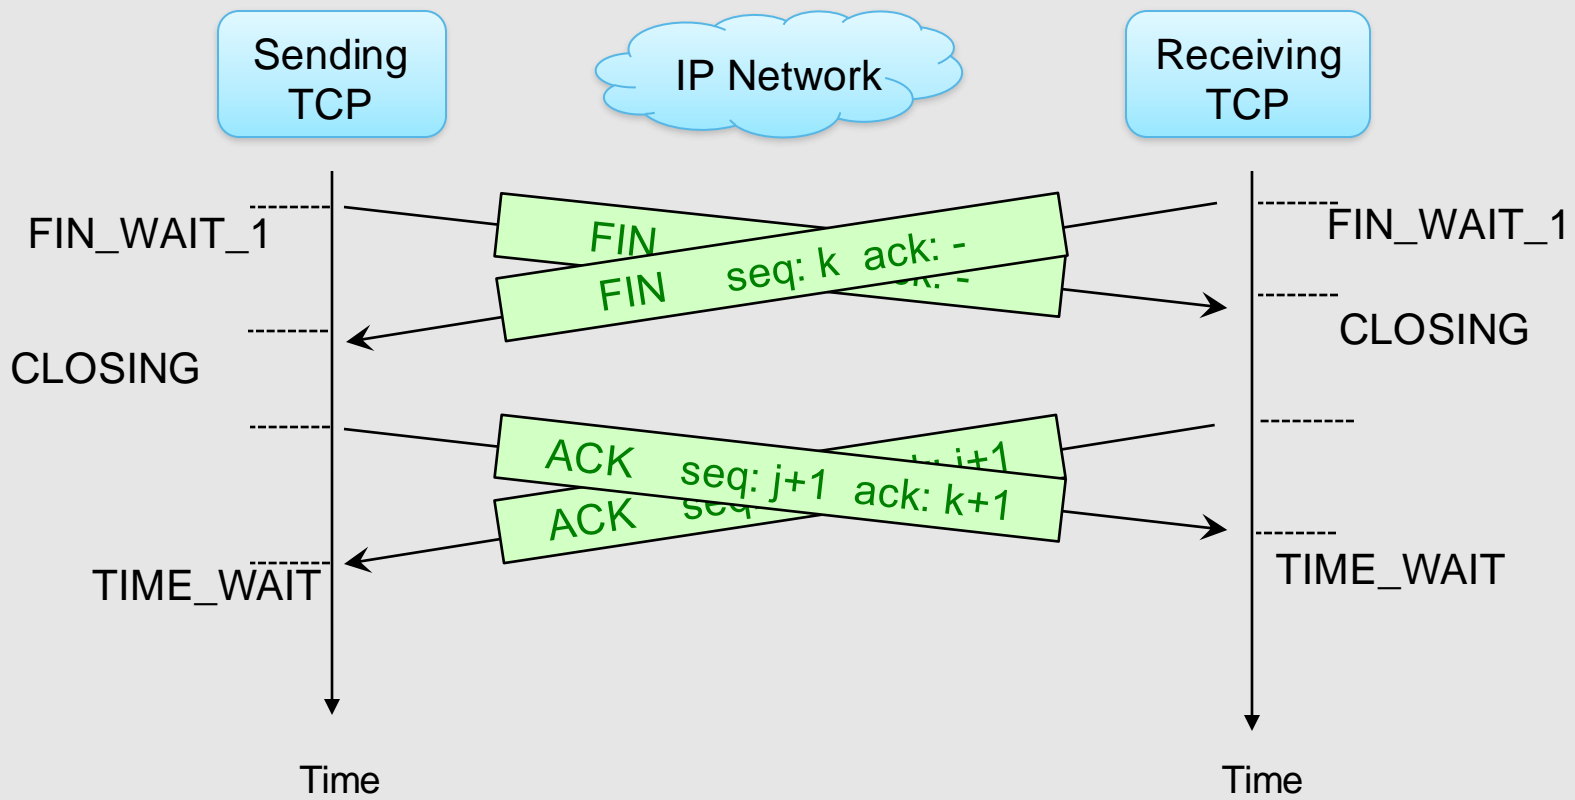 Sending
TCP
IP Network
Receiving
TCP
FIN_WAIT_1
FIN_WAIT_1
FIN
FIN seq: k ack: -
CLOSING
CLOSING
ACK seq: j+1 ack: k+1
ACK
TIME_WAIT
TIME_WAIT
Time
Time